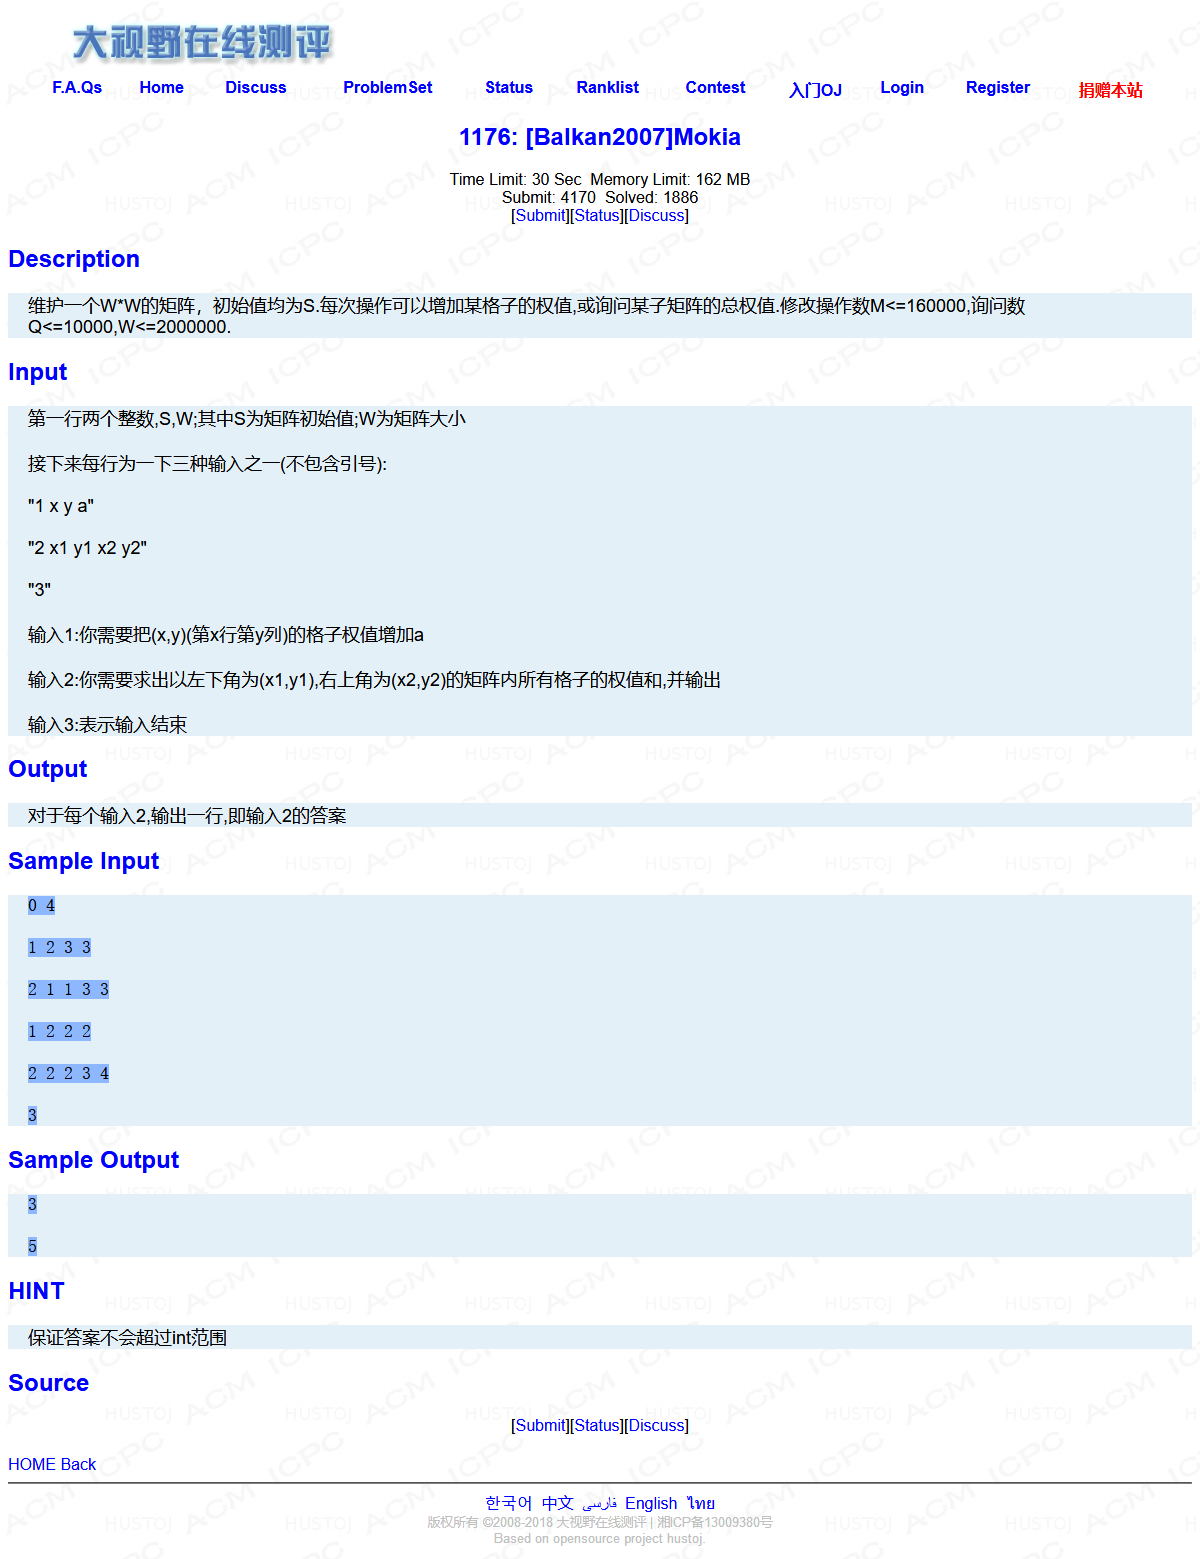 大视野在线测评
F.A.Qs Home Discuss ProblemSet Status Ranklist Contest 入门OJ Login Register 捐赠本站
1176: [Balkan2007]Mokia
Time Limit: 30 Sec  Memory Limit: 162 MB
Submit: 4170  Solved: 1886
[Submit][Status][Discuss]
Description
维护一个W*W的矩阵，初始值均为S.每次操作可以增加某格子的权值,或询问某子矩阵的总权值.修改操作数M<=160000,询问数
Q<=10000,W<=2000000.
Input
第一行两个整数,S,W;其中S为矩阵初始值;W为矩阵大小
接下来每行为一下三种输入之一(不包含引号):
"1 x y a"
"2 x1 y1 x2 y2"
"3"
输入1:你需要把(x,y)(第x行第y列)的格子权值增加a
输入2:你需要求出以左下角为(x1,y1),右上角为(x2,y2)的矩阵内所有格子的权值和,并输出
输入3:表示输入结束
Output
对于每个输入2,输出一行,即输入2的答案
Sample Input
0 4
1 2 3 3
2 1 1 3 3
1 2 2 2
2 2 2 3 4
3
Sample Output
3
5
HINT
保证答案不会超过int范围
Source
[Submit][Status][Discuss]
HOME Back
한국어 中文 فارسی English ไทย
版权所有 ©2008-2018 大视野在线测评 | 湘ICP备13009380号
Based on opensource project hustoj.